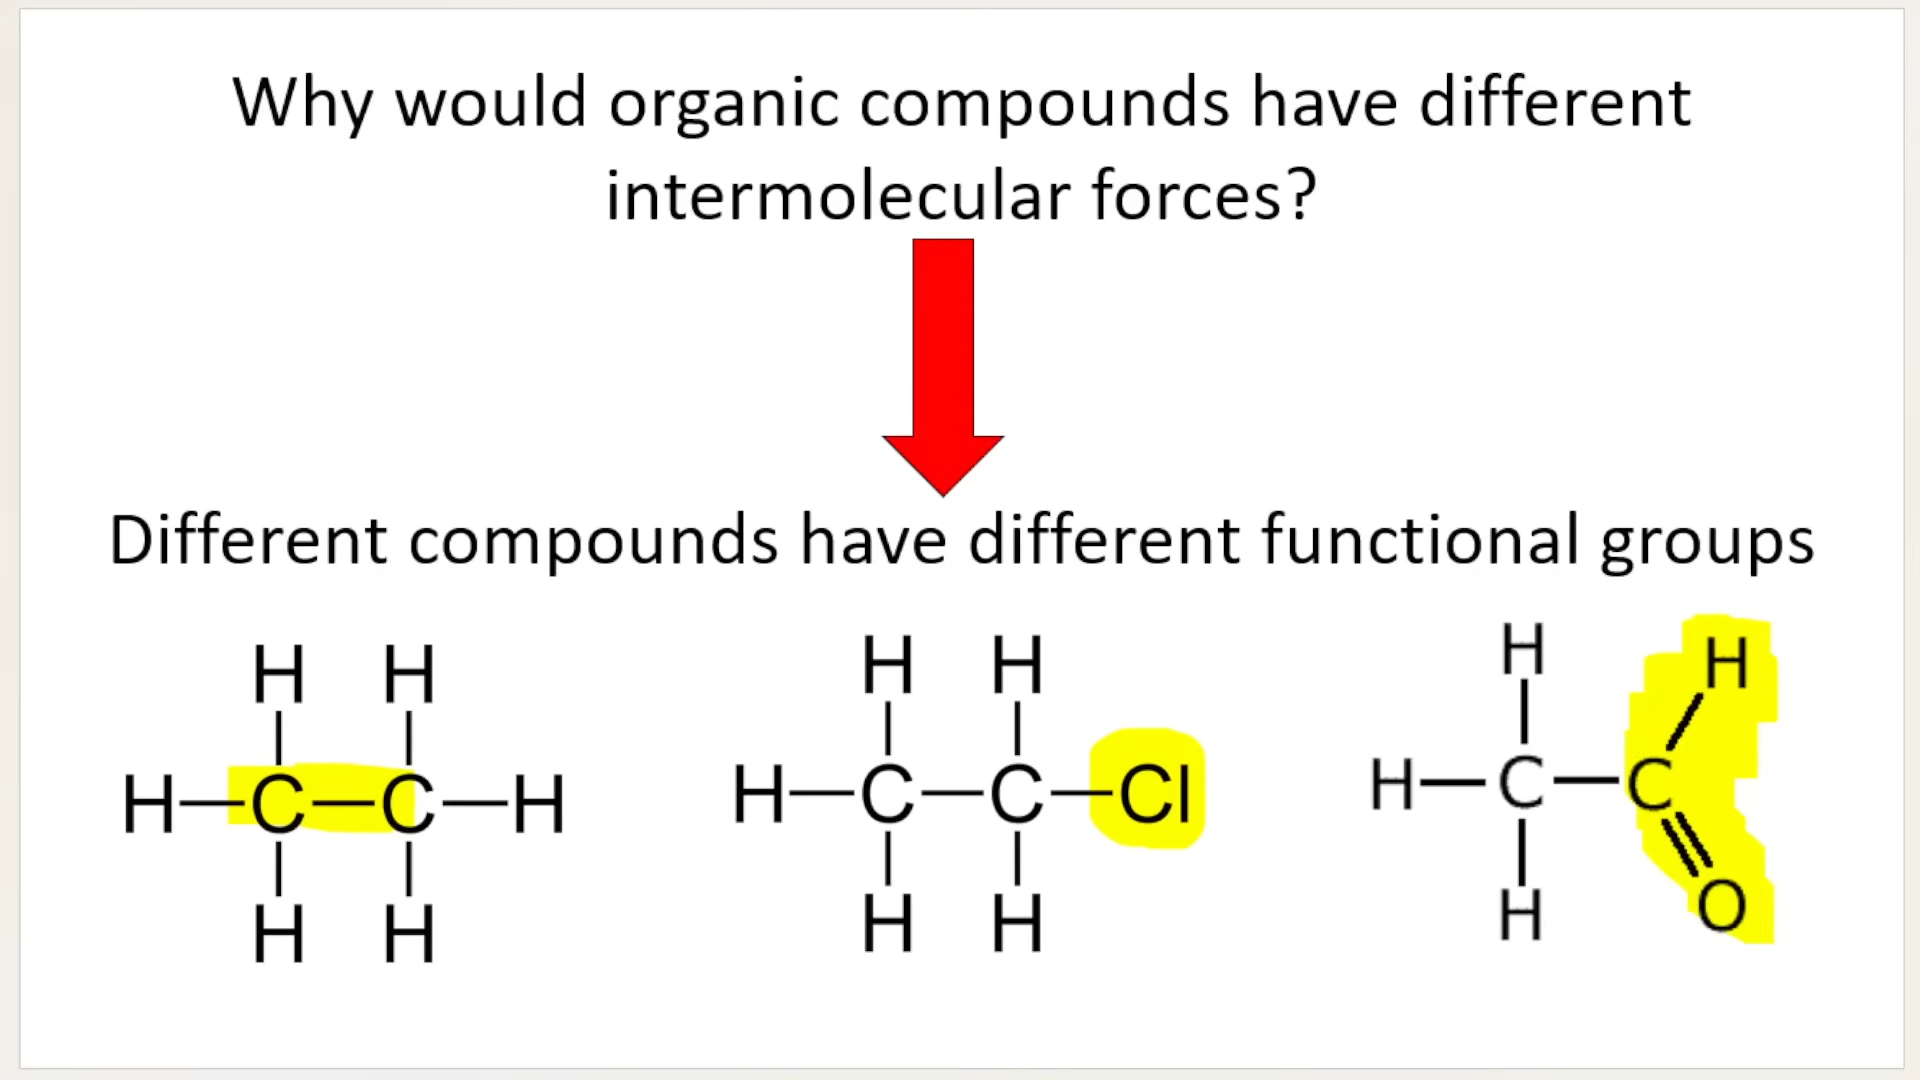 Why would organic compounds have different
intermolecular forces?
Different compounds have different functional groups
H H H H H H
H—C—C—H H—C—C—Cl H—C—C
H H H H H O